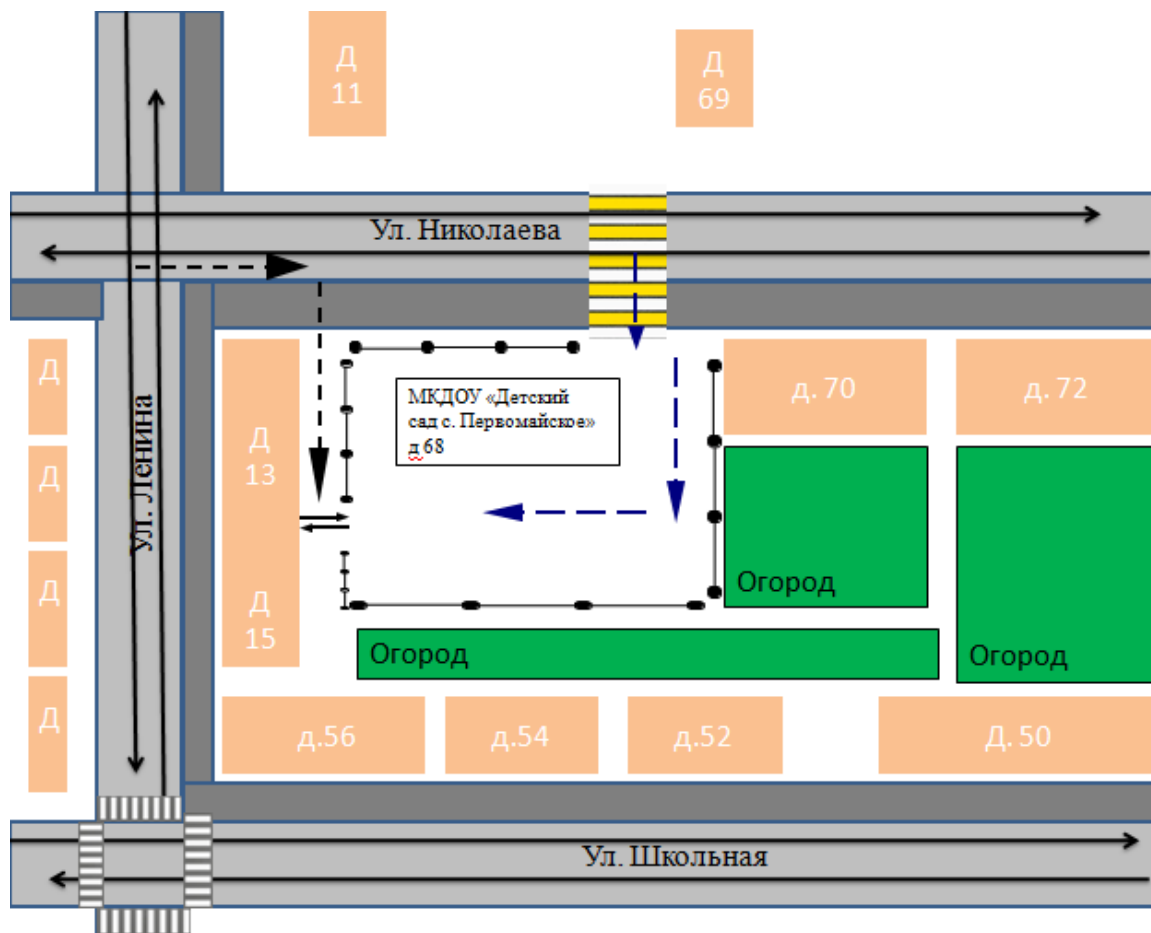 Д
11
Д
69
Ул. Николаева
МКДОУ «Детский
сад с. Первомайское»
д 68
д. 70
д. 72
Д
13
Д
15
Ул. Ленина
Д
Д
Д
Д
Огород
Огород
Огород
д.56
д.54
д.52
Д. 50
Ул. Школьная